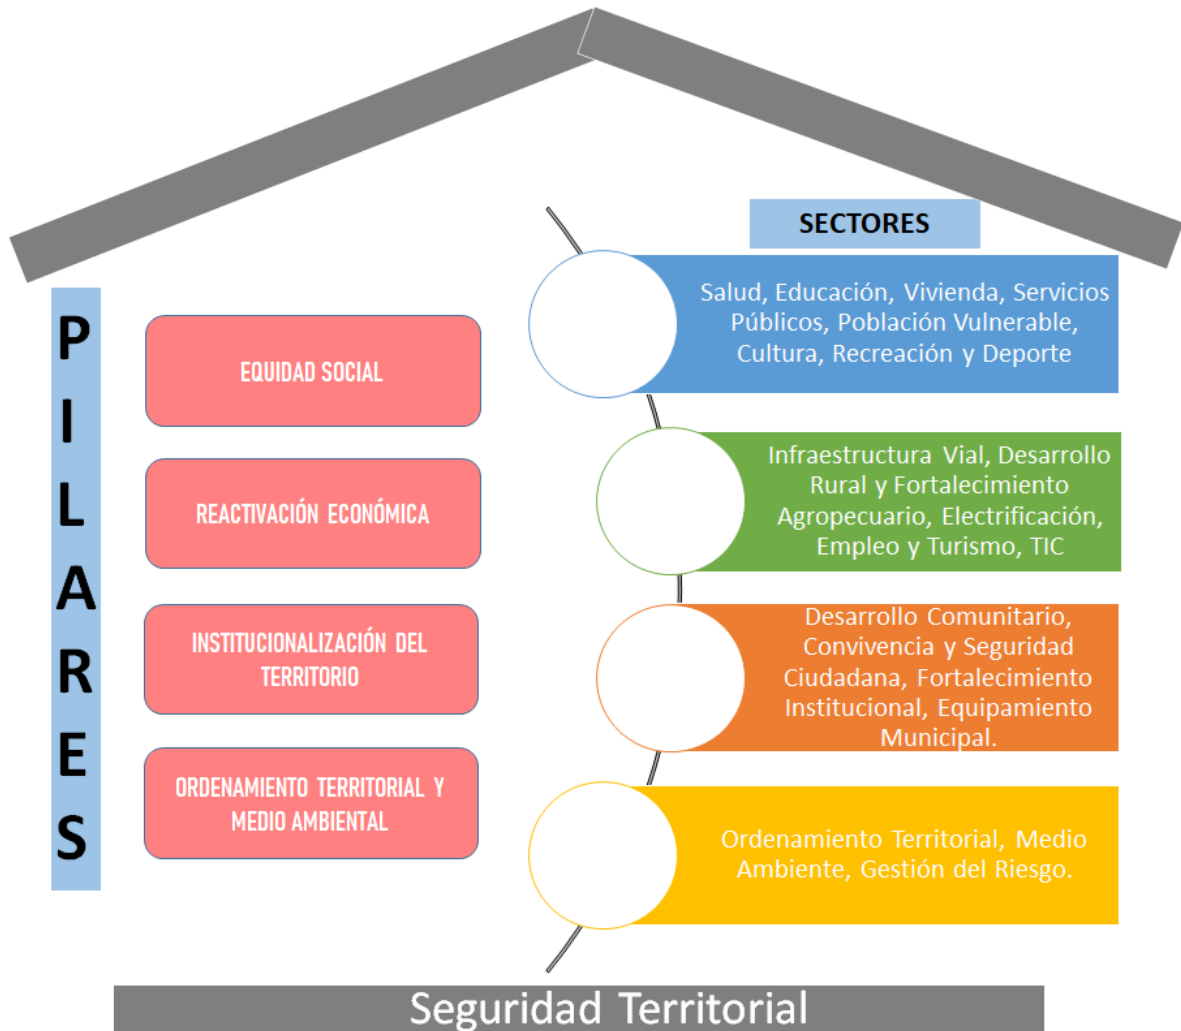 PILARES
EQUIDAD SOCIAL
REACTIVACIÓN ECONÓMICA
INSTITUCIONALIZACIÓN DEL
TERRITORIO
ORDENAMIENTO TERRITORIAL Y
MEDIO AMBIENTAL
SECTORES
Salud, Educación, Vivienda, Servicios
Públicos, Población Vulnerable,
Cultura, Recreación y Deporte
Infraestructura Vial, Desarrollo
Rural y Fortalecimiento
Agropecuario, Electrificación,
Empleo y Turismo, TIC
Desarrollo Comunitario,
Convivencia y Seguridad
Ciudadana, Fortalecimiento
Institucional, Equipamiento
Municipal.
Ordenamiento Territorial, Medio
Ambiente, Gestión del Riesgo.
Seguridad Territorial